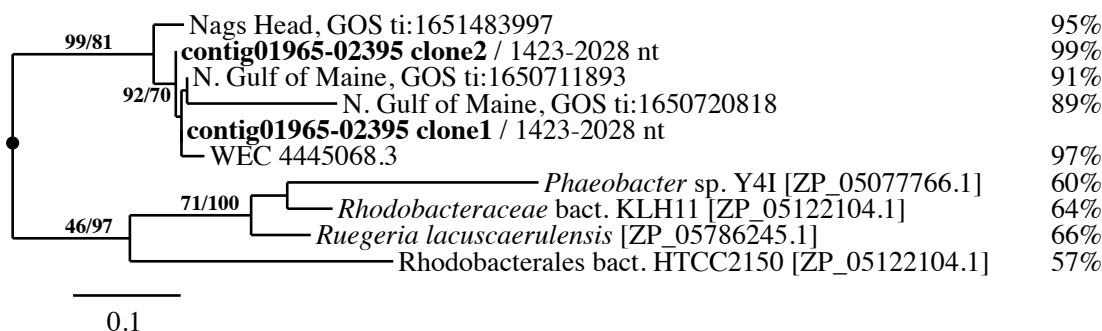 Nags Head, GOS ti:1651483997 95%
99/81
contig01965-02395 clone2 / 1423-2028 nt 99%
N. Gulf of Maine, GOS ti:1650711893 91%
92/70
N. Gulf of Maine, GOS ti:1650720818 89%
contig01965-02395 clone1 / 1423-2028 nt
WEC 4445068.3 97%
Phaeobacter sp. Y4I [ZP_05077766.1] 60%
71/100
Rhodobacteraceae bact. KLH11 [ZP_05122104.1] 64%
46/97
Ruegeria lacuscaerulensis [ZP_05786245.1] 66%
Rhodobacterales bact. HTCC2150 [ZP_05122104.1] 57%
0.1